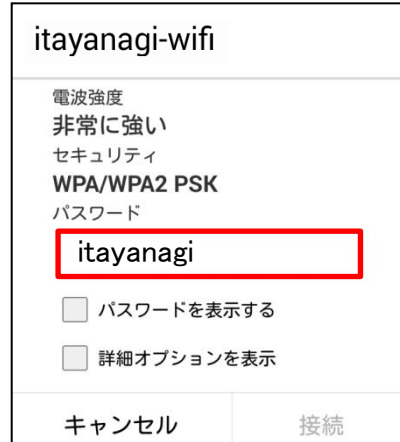 itayanagi-wifi
電波強度
非常に強い
セキュリティ
WPA/WPA2 PSK
パスワード
itayanagi
パスワードを表示する
詳細オプションを表示
キャンセル 接続